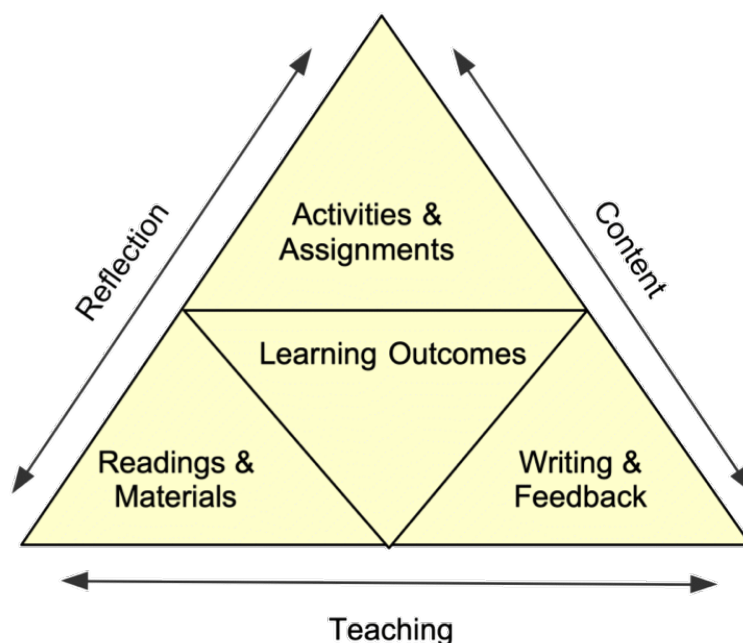 Activities &
Assignments
Reflection
Content
Learning Outcomes
Readings &
Materials
Writing &
Feedback
Teaching